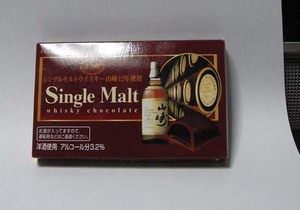 シングルモルトウイスキー 山崎12年使用
Single Malt
whisky chocolate
山崎
お酒が入ってますので、
運転時などはご遠慮ください。
洋酒使用 アルコール分3.2%